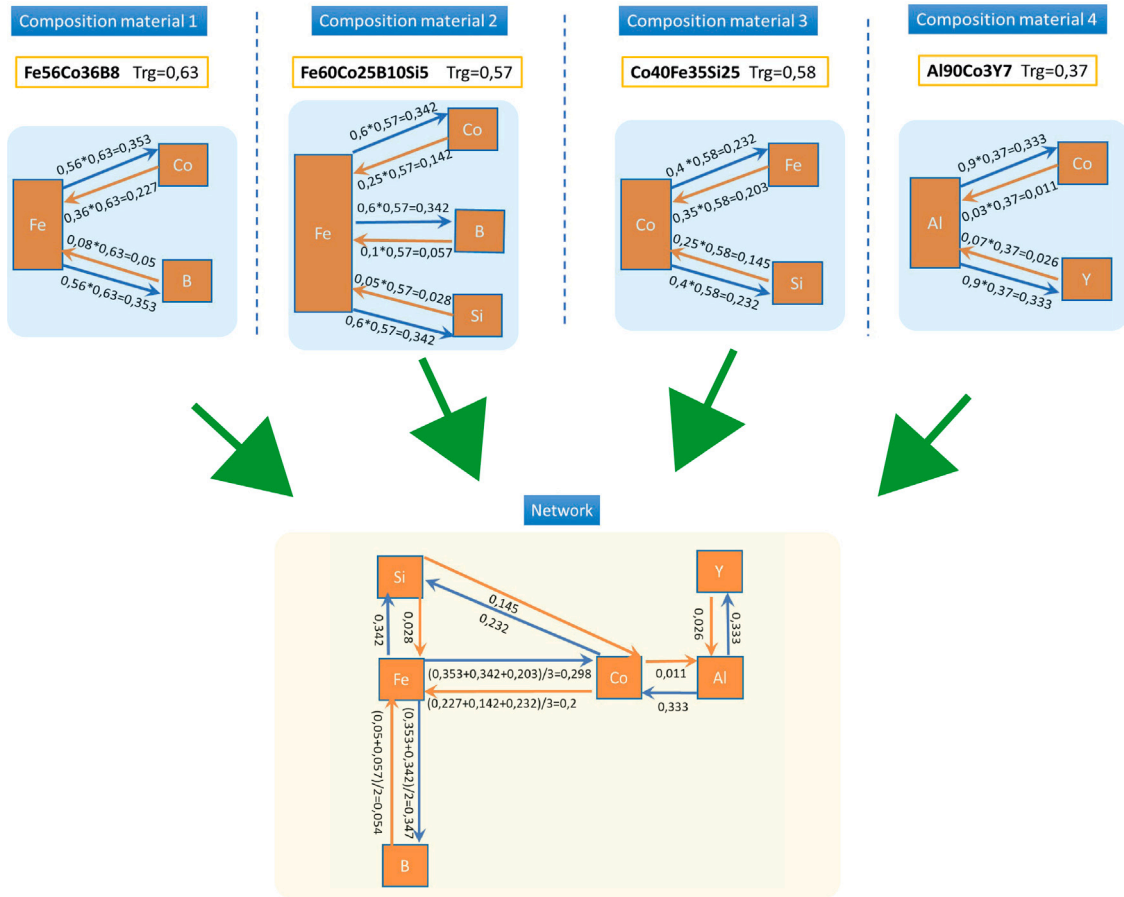 Composition material 1
Composition material 2
Composition material 3
Composition material 4
Fe56Co36B8 Trg=0,63
Fe60Co25B10Si5 Trg=0,57
Co40Fe35Si25 Trg=0,58
Al90Co3Y7 Trg=0,37
0,56*0,63=0,353
Co
0,36*0,63=0,227
Fe
0,08*0,63=0,05
B
0,56*0,63=0,353
0,6*0,57=0,342
Co
0,25*0,57=0,142
0,6*0,57=0,342
Fe
B
0,1*0,57=0,057
0,05*0,57=0,028
Si
0,6*0,57=0,342
0,4 *0,58=0,232
Fe
0,35*0,58=0,203
Co
0,25*0,58=0,145
Si
0,4*0,58=0,232
0,9*0,37=0,333
Co
0,03*0,37=0,011
Al
0,07*0,37=0,026
Y
0,9*0,37=0,333
Network
Si
Y
0,145
0,232
0,342
0,028
0,026
0,333
Fe
(0,353+0,342+0,203)/3=0,298
Co
0,011
Al
(0,227+0,142+0,232)/3=0,2
0,333
(0,05+0,057)/2=0,054
(0,353+0,342)/2=0,347
B